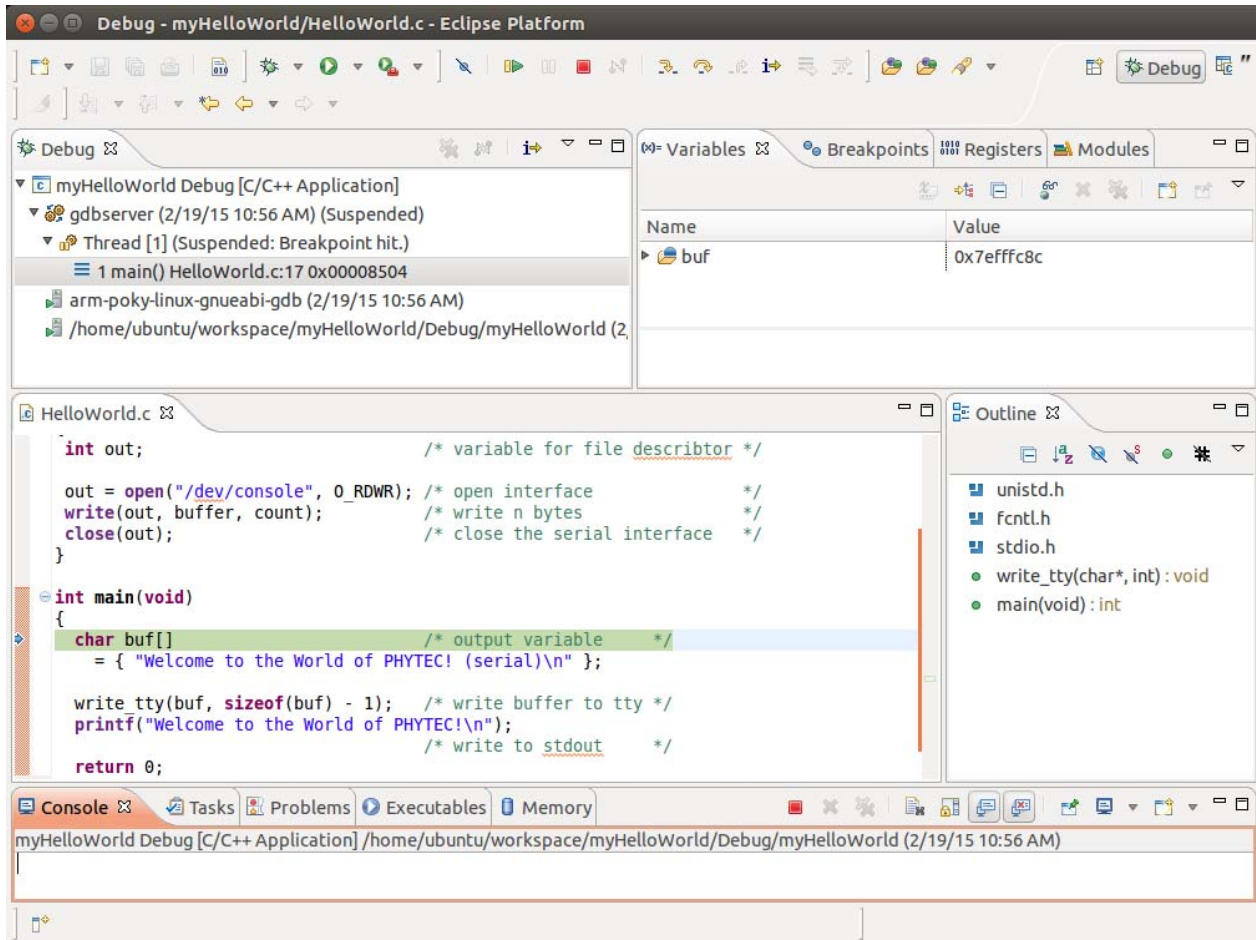 Debug - myHelloWorld/HelloWorld.c - Eclipse Platform
Debug
Debug
myHelloWorld Debug [C/C++ Application]
gdbserver (2/19/15 10:56 AM) (Suspended)
Thread [1] (Suspended: Breakpoint hit.)
1 main() HelloWorld.c:17 0x00008504
arm-poky-linux-gnueabi-gdb (2/19/15 10:56 AM)
/home/ubuntu/workspace/myHelloWorld/Debug/myHelloWorld (2,
(x)= Variables Breakpoints Registers Modules
Name Value
buf 0x7efffc8c
HelloWorld.c
int out; /* variable for file describtor */
out = open("/dev/console", O_RDWR); /* open interface */
write(out, buffer, count); /* write n bytes */
close(out); /* close the serial interface */
}
int main(void)
{
char buf[] /* output variable */
= { "Welcome to the World of PHYTEC! (serial)\n" };
write_tty(buf, sizeof(buf) - 1); /* write buffer to tty */
printf("Welcome to the World of PHYTEC!\n");
/* write to stdout */
return 0;
Outline
unistd.h
fcntl.h
stdio.h
write_tty(char*, int) : void
main(void) : int
Console Tasks Problems Executables Memory
myHelloWorld Debug [C/C++ Application] /home/ubuntu/workspace/myHelloWorld/Debug/myHelloWorld (2/19/15 10:56 AM)